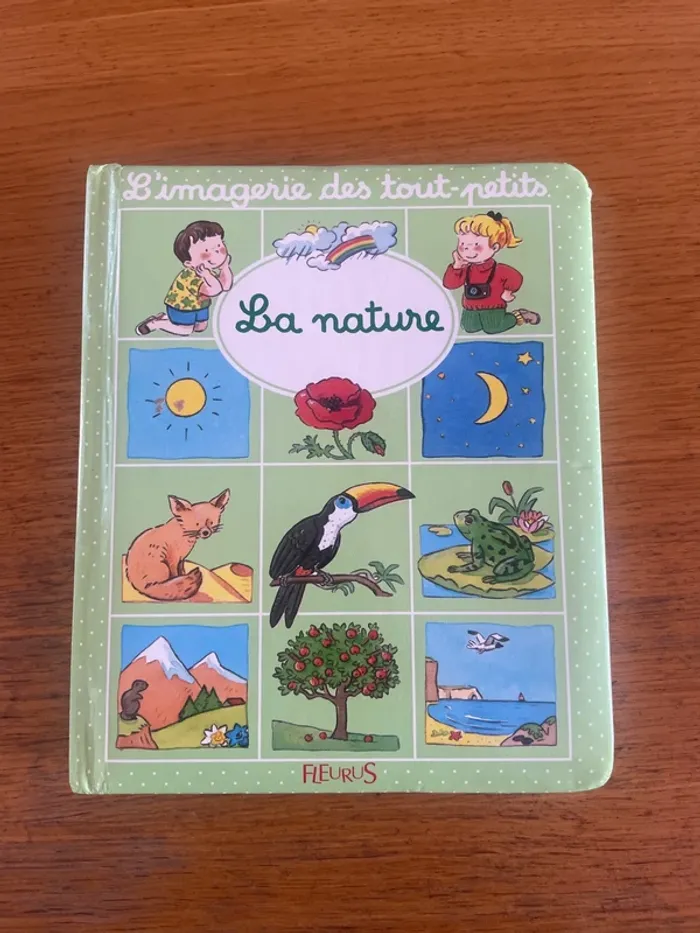 L'imagerie des tout-petits
La nature
FLEURUS